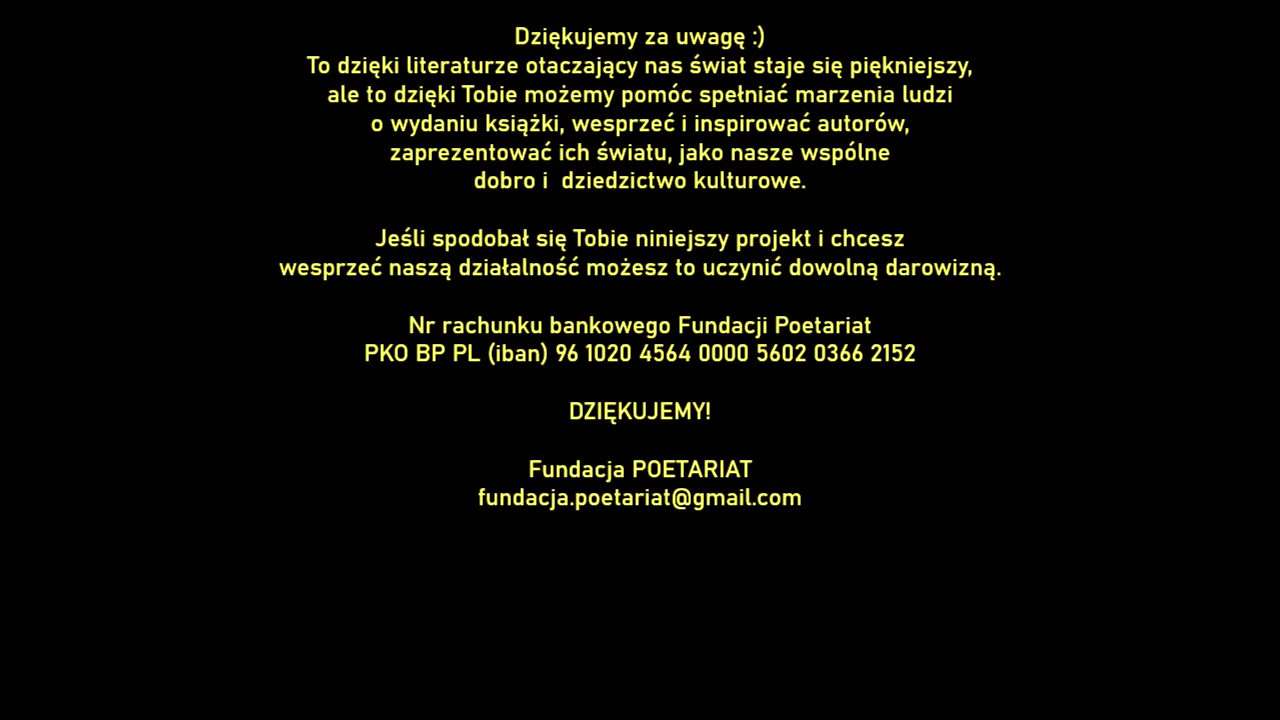 Dziękujemy za uwagę :)
To dzięki literaturze otaczający nas świat staje się piękniejszy,
ale to dzięki Tobie możemy pomóc spełniać marzenia ludzi
o wydaniu książki, wesprzeć i inspirować autorów,
zaprezentować ich światu, jako nasze wspólne
dobro i  dziedzictwo kulturowe.
Jeśli spodobał się Tobie niniejszy projekt i chcesz
wesprzeć naszą działalność możesz to uczynić dowolną darowizną.
Nr rachunku bankowego Fundacji Poetariat
PKO BP PL (iban) 96 1020 4564 0000 5602 0366 2152
DZIĘKUJEMY!
Fundacja POETARIAT
fundacja.poetariat@gmail.com